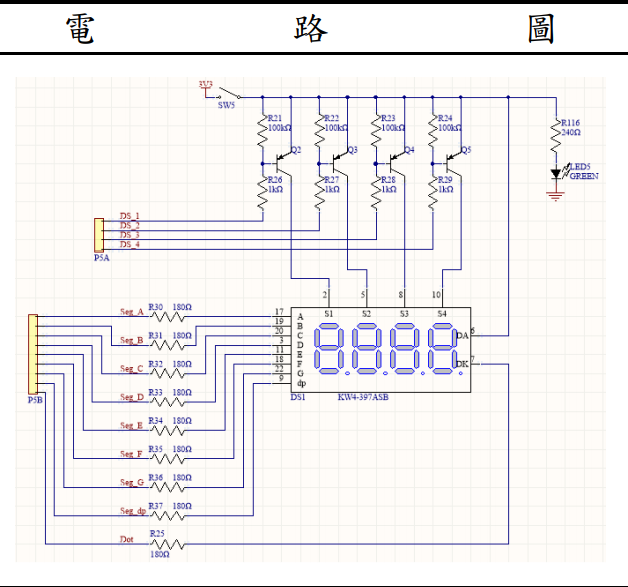 電 路 圖
3V3
SW5
R21 R22 R23 R24 R116
100kΩ 100kΩ 100kΩ 100kΩ 240Ω
Q2 Q3 Q4 Q5
LED5
GREEN
R26 R27 R28 R29
1kΩ 1kΩ 1kΩ 1kΩ
DS_1
DS_2
DS_3
DS_4
P5A
2 5 8 10
S1 S2 S3 S4
Seg_A R30 180Ω 17 A
19 B
Seg_B R31 180Ω 20 C
DA 6
3 D
11 E
Seg_C R32 180Ω 18 F
DK 7
22 G
9 dp
Seg_D R33 180Ω
P5B
DS1 KW4-397ASB
Seg_E R34 180Ω
Seg_F R35 180Ω
Seg_G R36 180Ω
Seg_dp R37 180Ω
Dot R25
180Ω